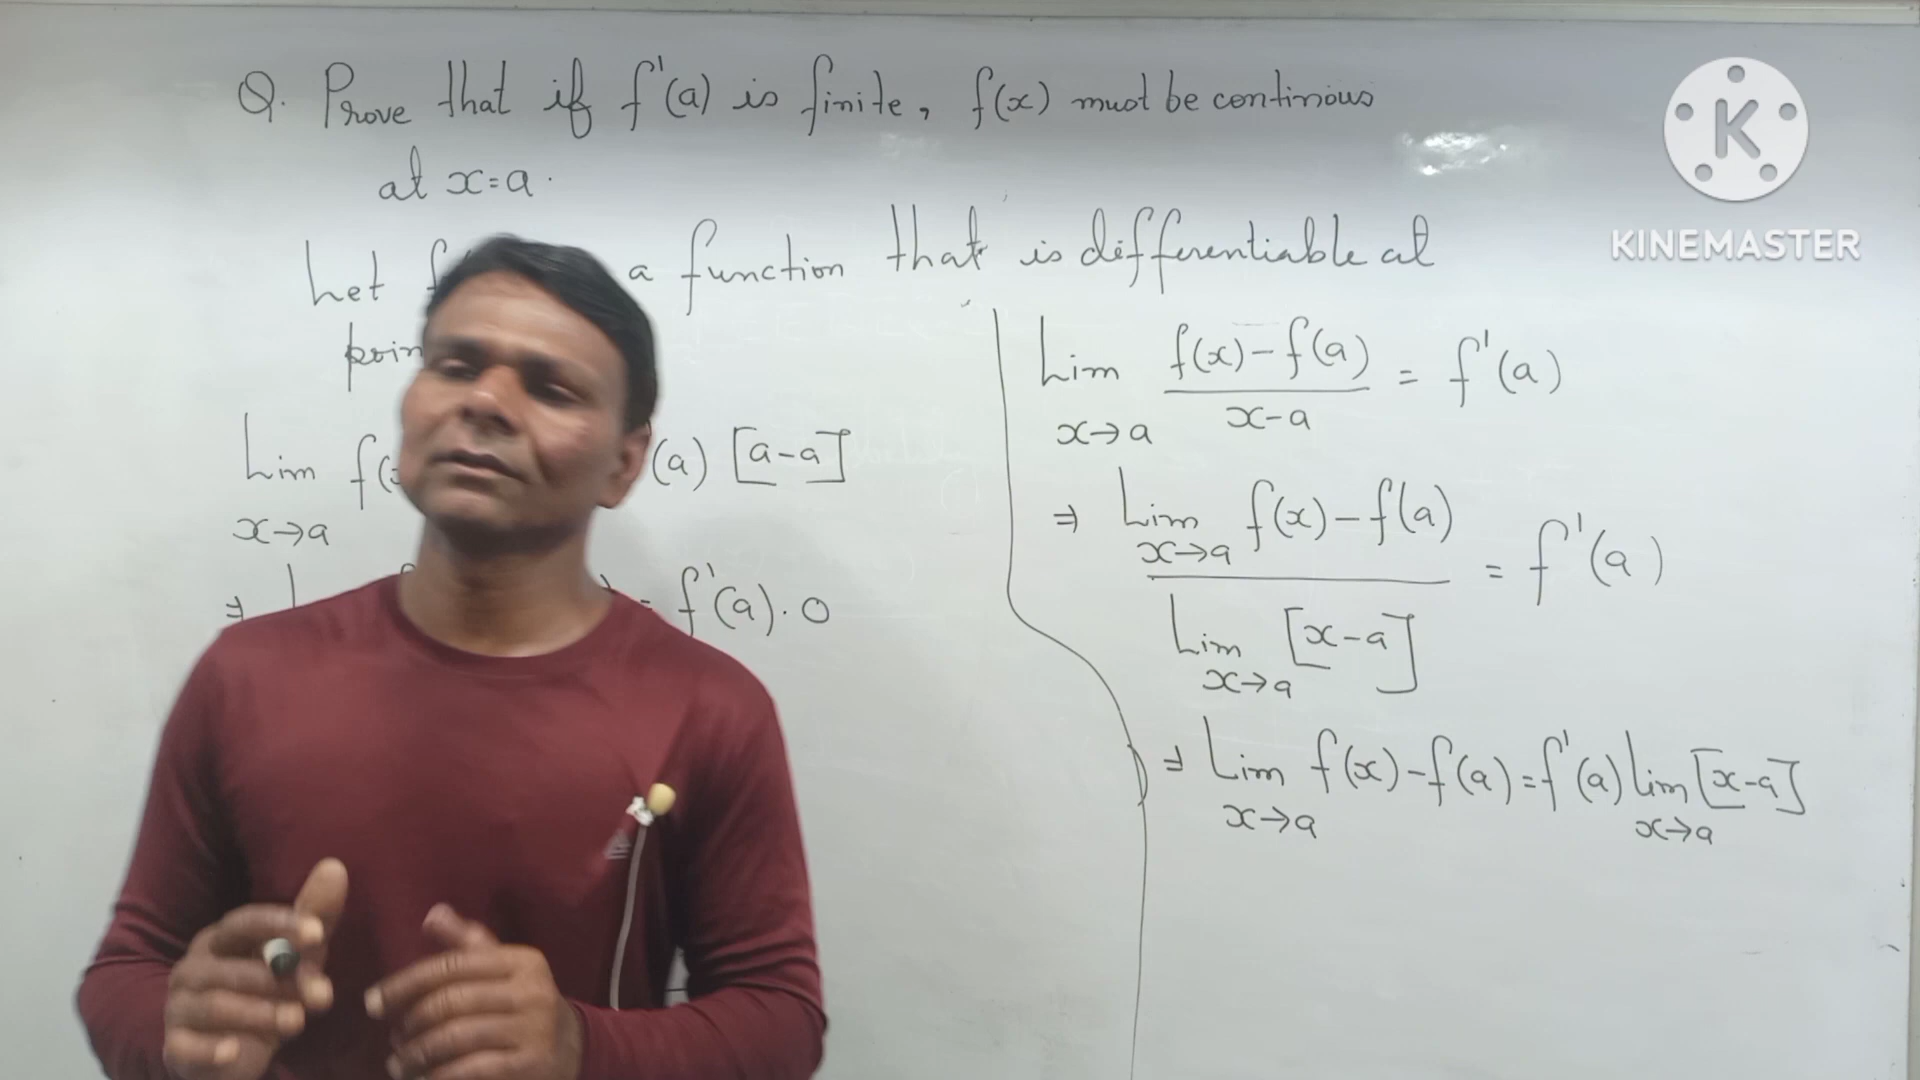 Q. Prove that if f'(a) is finite, f(x) must be continious
at x=a.
Let a function that is differentiable at
Lim (a) [a-a]
x→a
⇒ = f'(a)·0
Lim f(x)-f(a) = f'(a)
x→a x-a
⇒ Lim f(x)-f(a) = f'(a)
x→a
Lim [x-a]
x→a
⇒ Lim f(x)-f(a)=f'(a) lim [x-a]
x→a x→a
K
KINEMASTER